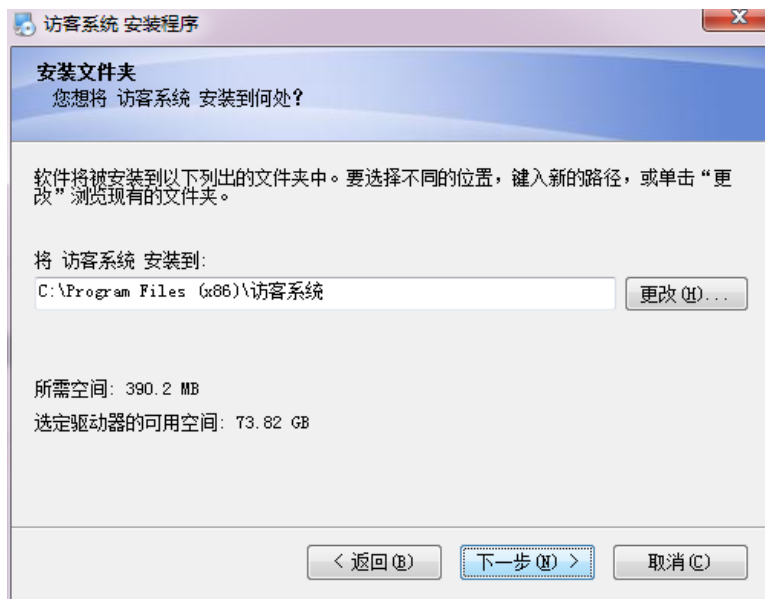 访客系统 安装程序
安装文件夹
您想将 访客系统 安装到何处?
软件将被安装到以下列出的文件夹中。要选择不同的位置，键入新的路径，或单击“更
改”浏览现有的文件夹。
将 访客系统 安装到:
C:\Program Files (x86)\访客系统
更改(H)...
所需空间: 390.2 MB
选定驱动器的可用空间: 73.82 GB
< 返回(B)
下一步(N) >
取消(C)